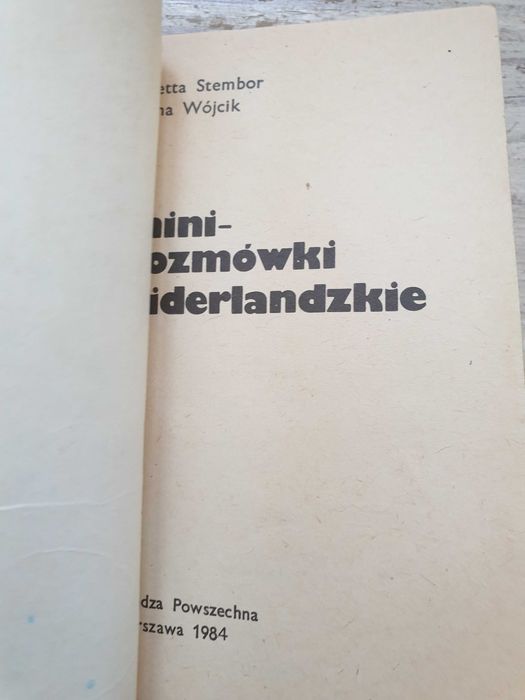 etta Stembor
na Wójcik
mini-
ozmówki
iderlandzkie
dza Powszechna
rszawa 1984